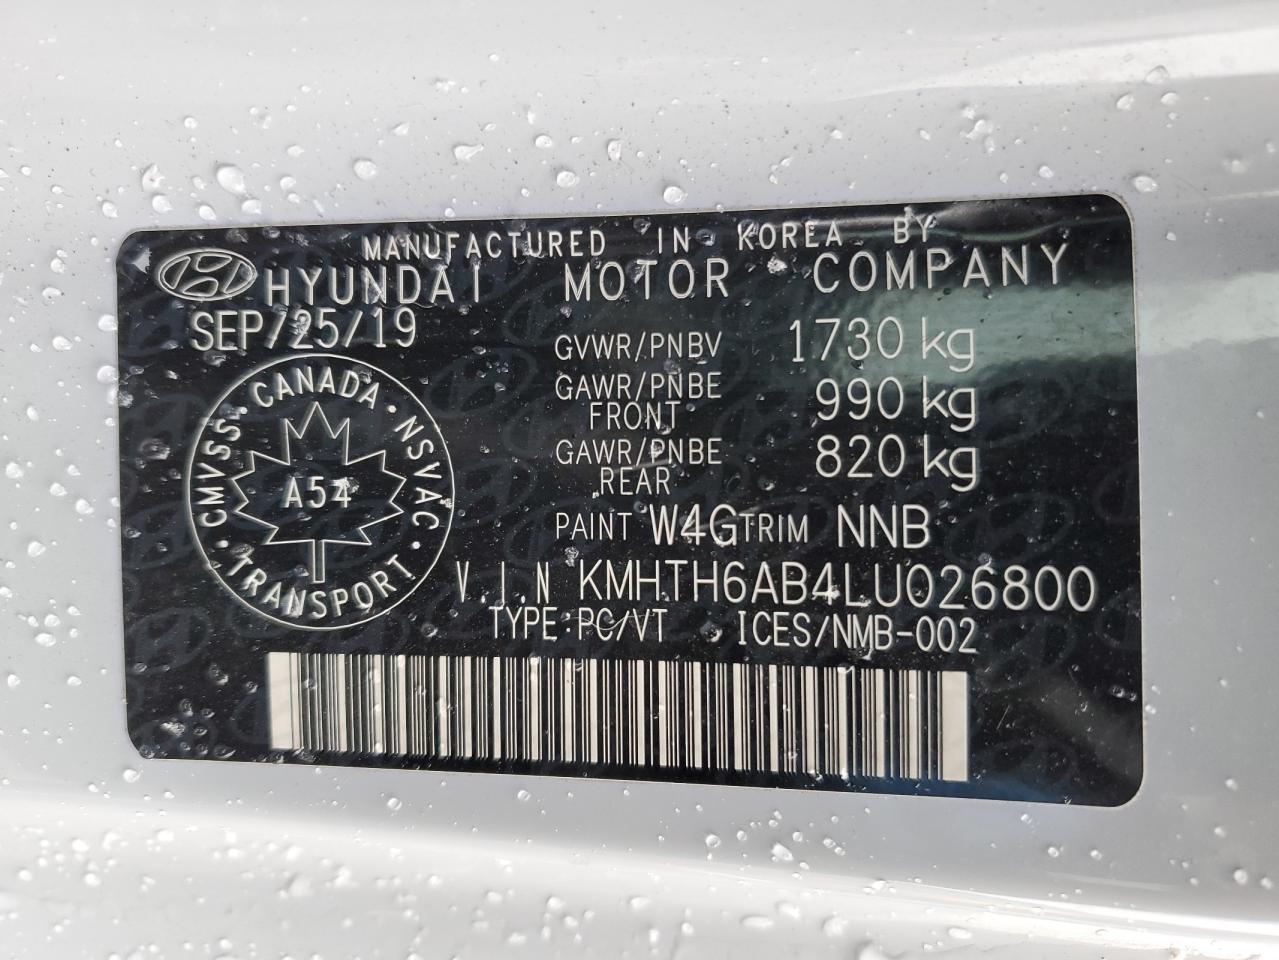 MANUFACTURED IN KOREA BY
HYUNDAI MOTOR COMPANY
SEP/25/19
GVWR/PNBV 1730 kg
GAWR/PNBE FRONT 990 kg
GAWR/PNBE REAR 820 kg
PAINT W4G TRIM NNB
V.I.N KMHTH6AB4LU026800
TYPE:PC/VT ICES/NMB-002
CMVSS · CANADA · NSVAC · TRANSPORT ·
A54